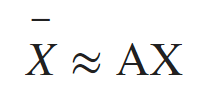 X̄ ≈ AX